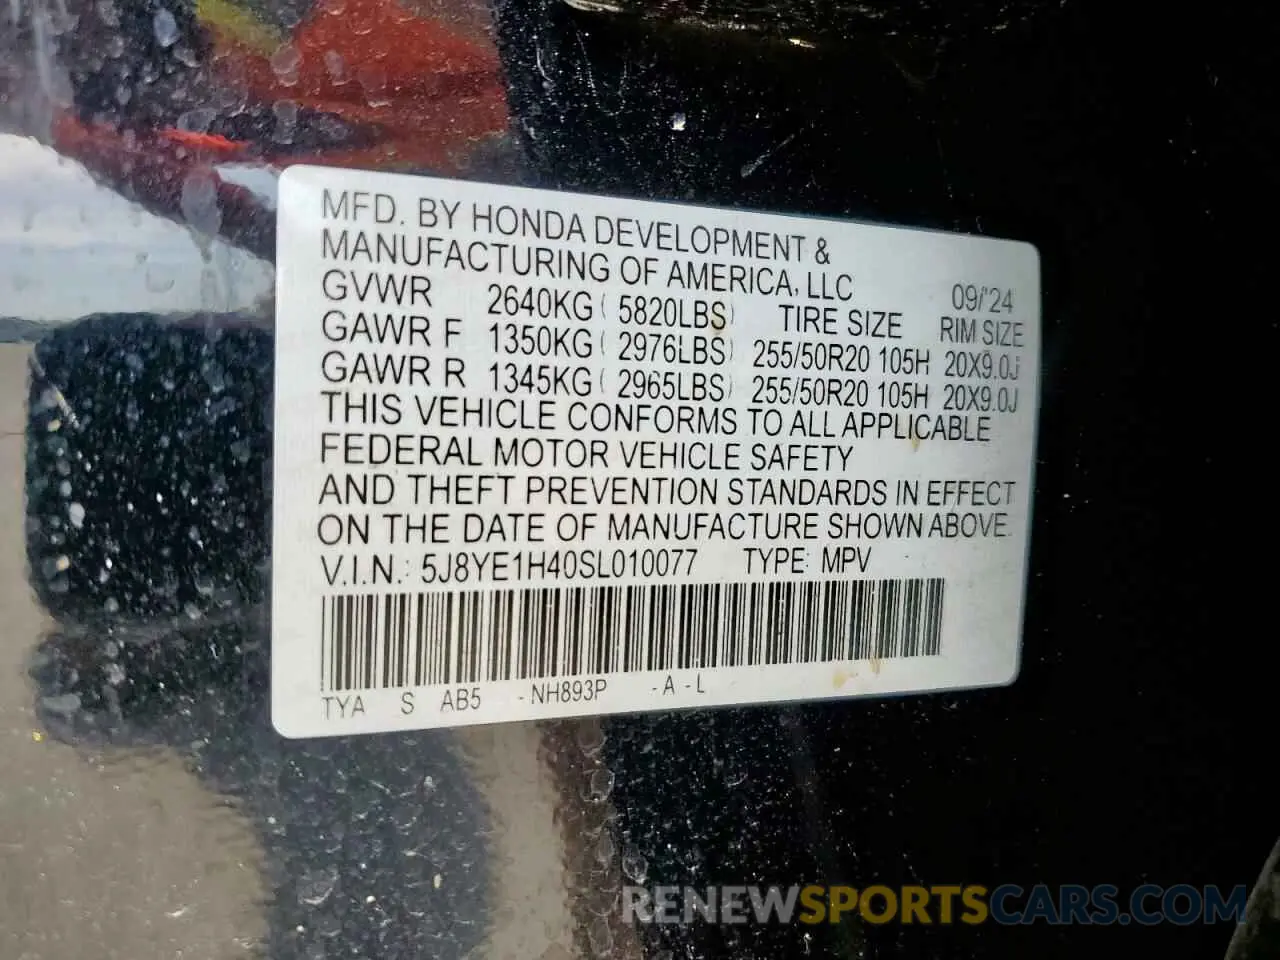 MFD. BY HONDA DEVELOPMENT &
MANUFACTURING OF AMERICA, LLC 09/'24
GVWR 2640KG ( 5820LBS) TIRE SIZE RIM SIZE
GAWR F 1350KG ( 2976LBS) 255/50R20 105H 20X9.0J
GAWR R 1345KG ( 2965LBS) 255/50R20 105H 20X9.0J
THIS VEHICLE CONFORMS TO ALL APPLICABLE
FEDERAL MOTOR VEHICLE SAFETY
AND THEFT PREVENTION STANDARDS IN EFFECT
ON THE DATE OF MANUFACTURE SHOWN ABOVE.
V.I.N.: 5J8YE1H40SL010077 TYPE: MPV
TYA S AB5 -NH893P -A -L
RENEWSPORTSCARS.COM